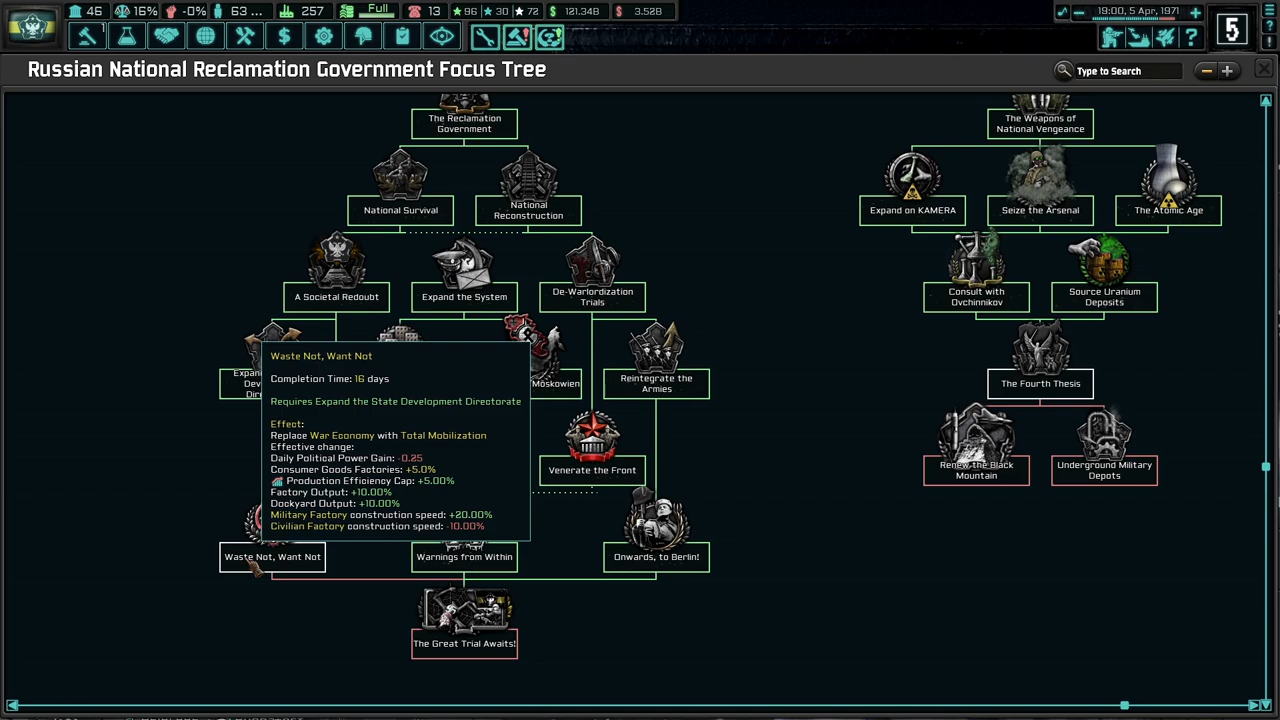 46 16% -0% 63 ... 257 Full 13 96 30 72 $ 121.34B $ 3.52B 19:00, 5 Apr, 1971
1 $ ? 5
Russian National Reclamation Government Focus Tree
Type to Search
The Reclamation
Government
The Weapons of
National Vengeance
National Survival
National
Reconstruction
Expand on KAMERA
Seize the Arsenal
The Atomic Age
A Societal Redoubt
Expand the System
De-Warlordization
Trials
Consult with
Ovchinnikov
Source Uranium
Deposits
Moskowien
Reintegrate the
Armies
The Fourth Thesis
Waste Not, Want Not
Completion Time: 16 days
Requires Expand the State Development Directorate
Effect:
Replace War Economy with Total Mobilization
Effective change:
Daily Political Power Gain: -0.25
Consumer Goods Factories: +5.0%
Production Efficiency Cap: +5.00%
Factory Output: +10.00%
Dockyard Output: +10.00%
Military Factory construction speed: +20.00%
Civilian Factory construction speed: -10.00%
Venerate the Front
Renew the Black
Mountain
Underground Military
Depots
Waste Not, Want Not
Warnings from Within
Onwards, to Berlin!
The Great Trial Awaits!